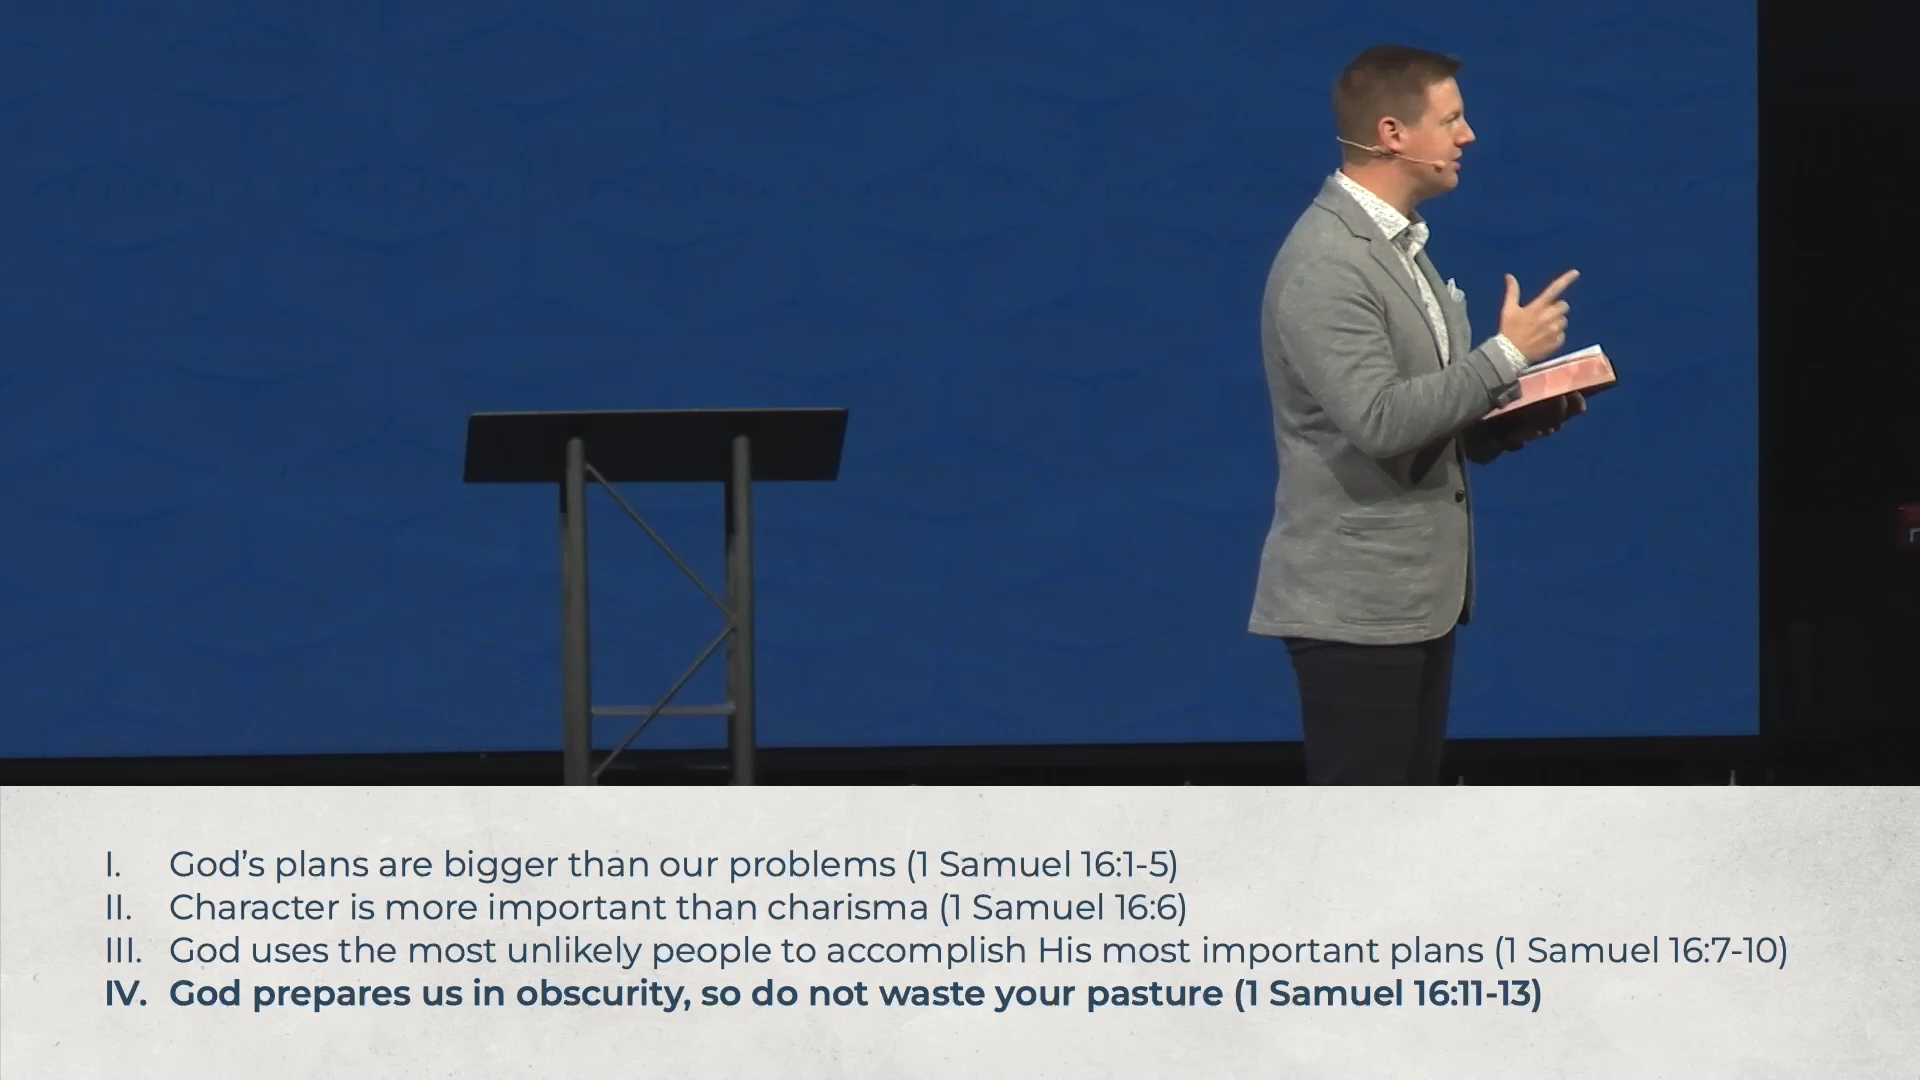 I. God’s plans are bigger than our problems (1 Samuel 16:1-5)
II. Character is more important than charisma (1 Samuel 16:6)
III. God uses the most unlikely people to accomplish His most important plans (1 Samuel 16:7-10)
IV. God prepares us in obscurity, so do not waste your pasture (1 Samuel 16:11-13)